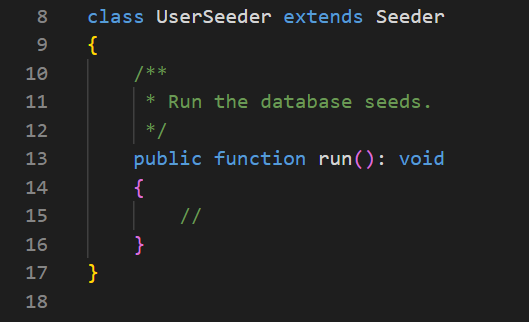 8 class UserSeeder extends Seeder
9 {
10 /**
11 * Run the database seeds.
12 */
13 public function run(): void
14 {
15 //
16 }
17 }
18